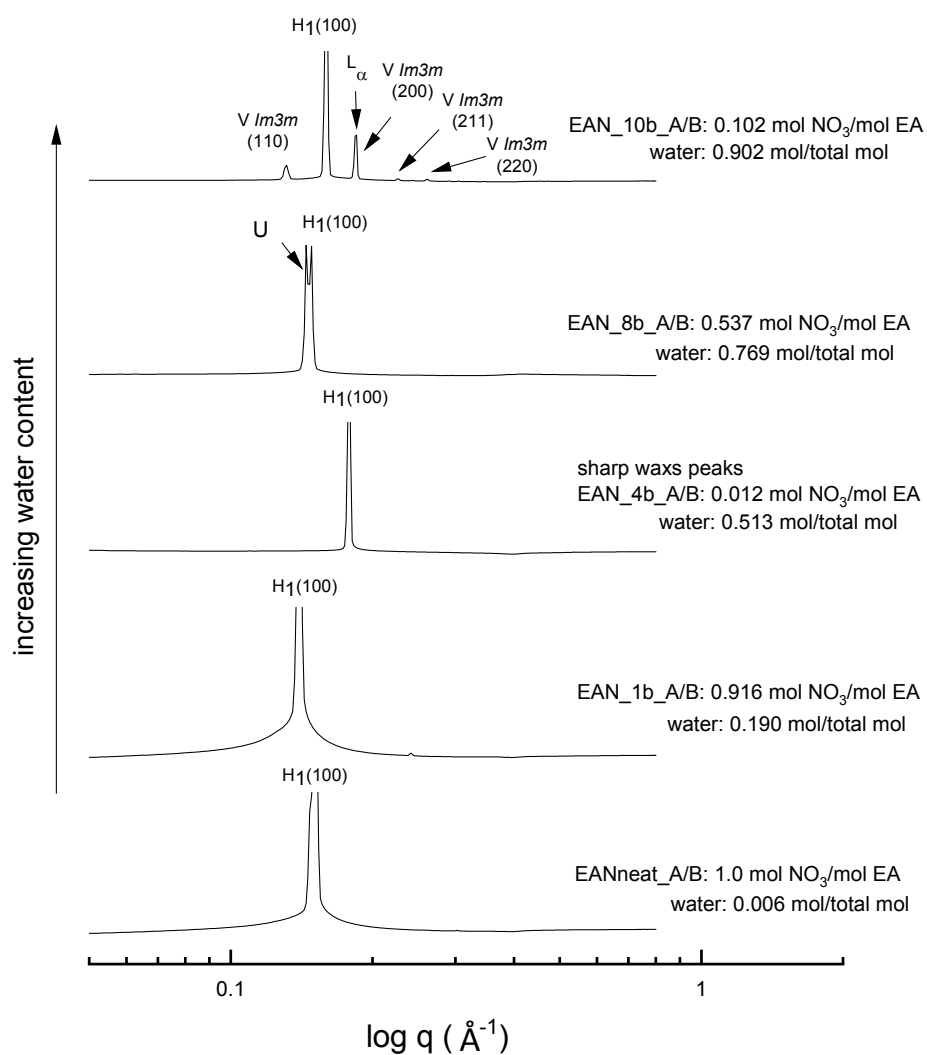 H1(100)
Lα
V Im3m
(200)
V Im3m
(211)
V Im3m
(110)
V Im3m
(220)
EAN_10b_A/B: 0.102 mol NO3/mol EA
water: 0.902 mol/total mol
H1(100)
U
EAN_8b_A/B: 0.537 mol NO3/mol EA
water: 0.769 mol/total mol
H1(100)
sharp waxs peaks
EAN_4b_A/B: 0.012 mol NO3/mol EA
water: 0.513 mol/total mol
H1(100)
EAN_1b_A/B: 0.916 mol NO3/mol EA
water: 0.190 mol/total mol
H1(100)
EANneat_A/B: 1.0 mol NO3/mol EA
water: 0.006 mol/total mol
increasing water content
0.1
1
log q ( Å-1)